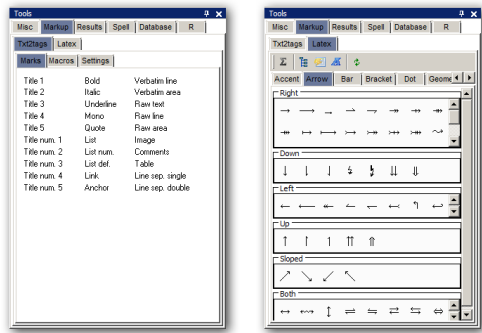 Tools
Misc Markup Results Spell Database R
Txt2tags Latex
Marks Macros Settings
Title 1 Bold Verbatim line
Title 2 Italic Verbatim area
Title 3 Underline Raw text
Title 4 Mono Raw line
Title 5 Quote Raw area
Title num. 1 List Image
Title num. 2 List num. Comments
Title num. 3 List def. Table
Title num. 4 Link Line sep. single
Title num. 5 Anchor Line sep. double
Tools
Misc Markup Results Spell Database R
Txt2tags Latex
Σ
Accent Arrow Bar Bracket Dot Geome
Right
Down
Left
Up
Sloped
Both